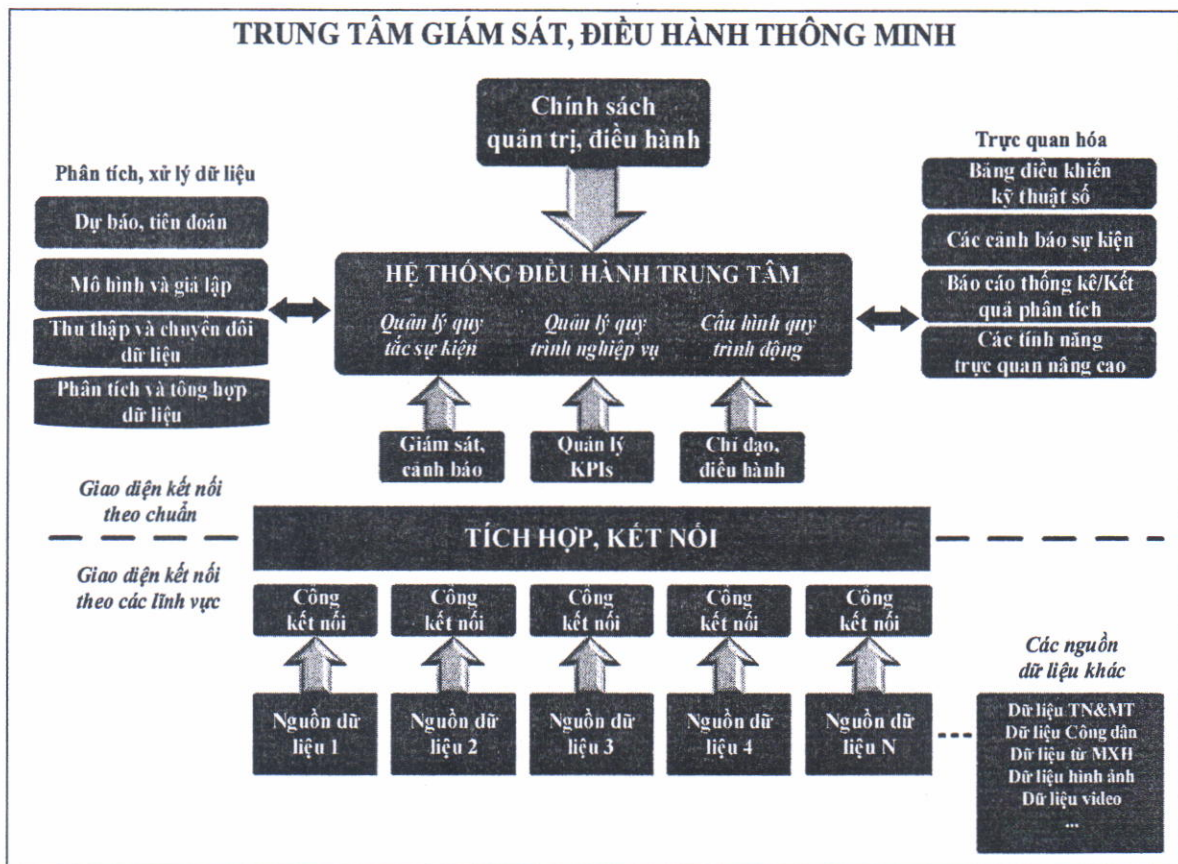 TRUNG TÂM GIÁM SÁT, ĐIỀU HÀNH THÔNG MINH
Chính sách
quản trị, điều hành
Phân tích, xử lý dữ liệu
Dự báo, tiên đoán
Mô hình và giả lập
Thu thập và chuyển đổi
dữ liệu
Phân tích và tổng hợp
dữ liệu
HỆ THỐNG ĐIỀU HÀNH TRUNG TÂM
Quản lý quy
tắc sự kiện
Quản lý quy
trình nghiệp vụ
Cấu hình quy
trình động
Trực quan hóa
Bảng điều khiển
kỹ thuật số
Các cảnh báo sự kiện
Báo cáo thống kê/Kết
quả phân tích
Các tính năng
trực quan nâng cao
Giám sát,
cảnh báo
Quản lý
KPIs
Chỉ đạo,
điều hành
Giao diện kết nối
theo chuẩn
TÍCH HỢP, KẾT NỐI
Giao diện kết nối
theo các lĩnh vực
Cổng
kết nối
Cổng
kết nối
Cổng
kết nối
Cổng
kết nối
Cổng
kết nối
Nguồn dữ
liệu 1
Nguồn dữ
liệu 2
Nguồn dữ
liệu 3
Nguồn dữ
liệu 4
Nguồn dữ
liệu N
Các nguồn
dữ liệu khác
Dữ liệu TN&MT
Dữ liệu Công dân
Dữ liệu từ MXH
Dữ liệu hình ảnh
Dữ liệu video
...